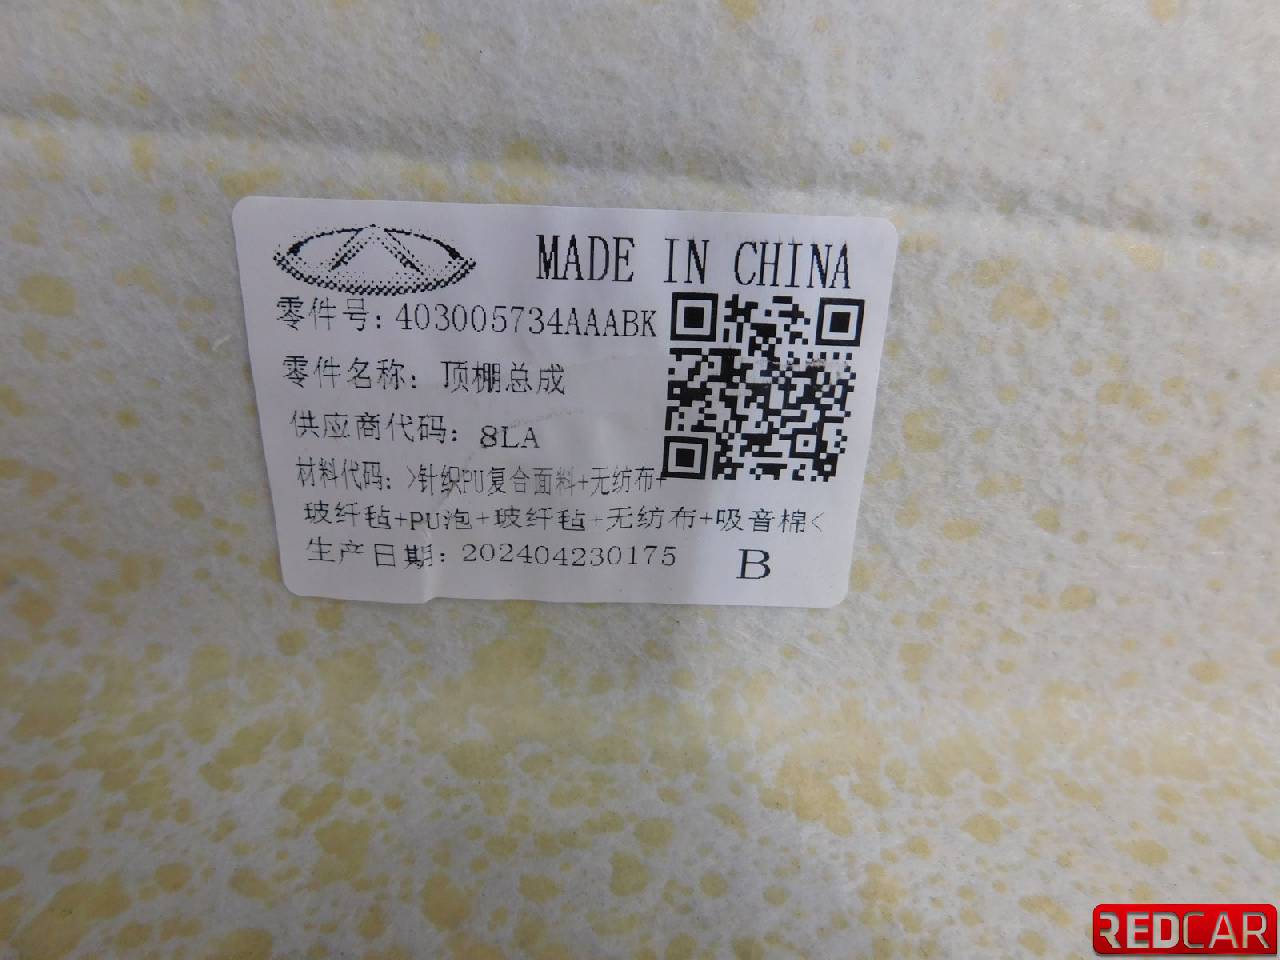 MADE IN CHINA
零件号: 403005734AAABK
零件名称: 顶棚总成
供应商代码: 8LA
材料代码: >针织PU复合面料+无纺布+
玻纤毡+PU泡+玻纤毡+无纺布+吸音棉<
生产日期: 202404230175 B
REDCAR